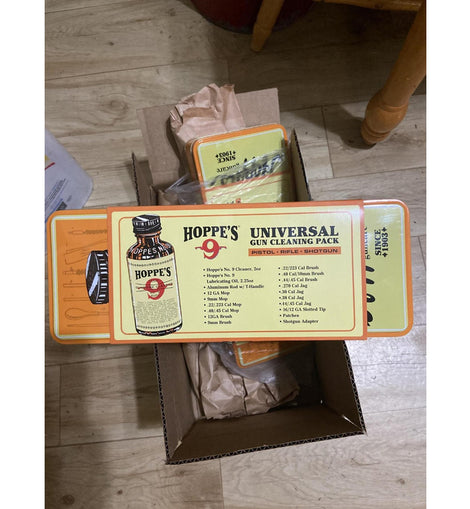 SINCE
★1903★
HOPPE'S
9
UNIVERSAL
GUN CLEANING PACK
PISTOL · RIFLE · SHOTGUN
HOPPE'S
9
• Hoppe's No. 9 Cleaner, 2oz
• Hoppe's No. 9
Lubricating Oil, 2.25oz
• Aluminum Rod w/ T-Handle
• 12 GA Mop
• 9mm Mop
• .22/.223 Cal Mop
• .40/.45 Cal Mop
• 12GA Brush
• 9mm Brush
• .22/223 Cal Brush
• .40 Cal/10mm Brush
• .44/45 Cal Brush
• .270 Cal Jag
• .30 Cal Jag
• .38 Cal Jag
• .44/45 Cal Jag
• 16/12 GA Slotted Tip
• Patches
• Shotgun Adapter
SINCE
★1903★